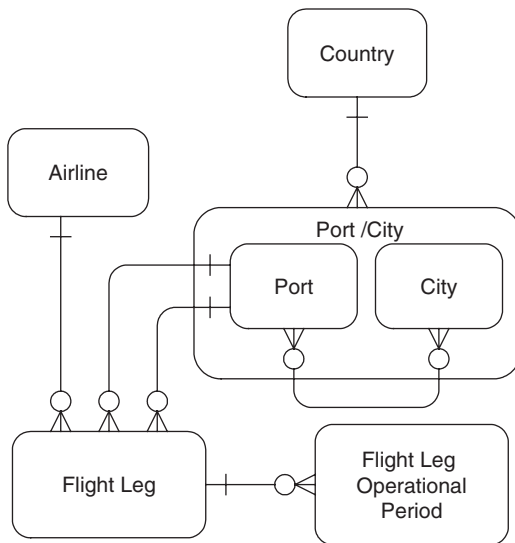 Country
Airline
Port /City
Port
City
Flight Leg
Flight Leg
Operational
Period